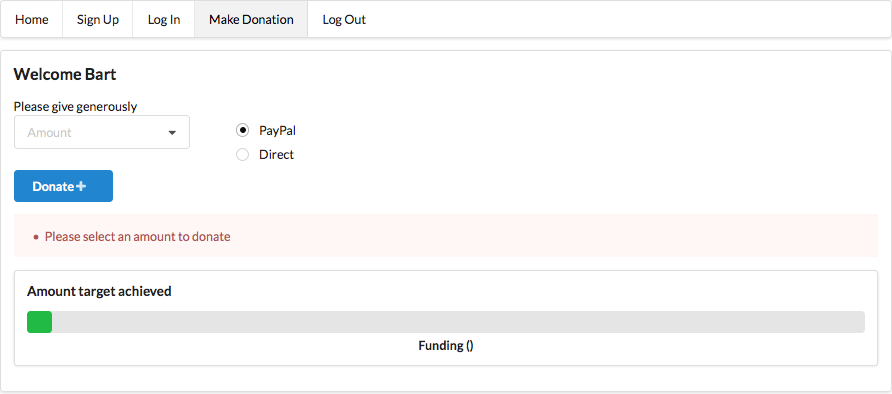 Home Sign Up Log In Make Donation Log Out
Welcome Bart
Please give generously
Amount
PayPal
Direct
Donate+
Please select an amount to donate
Amount target achieved
Funding ()